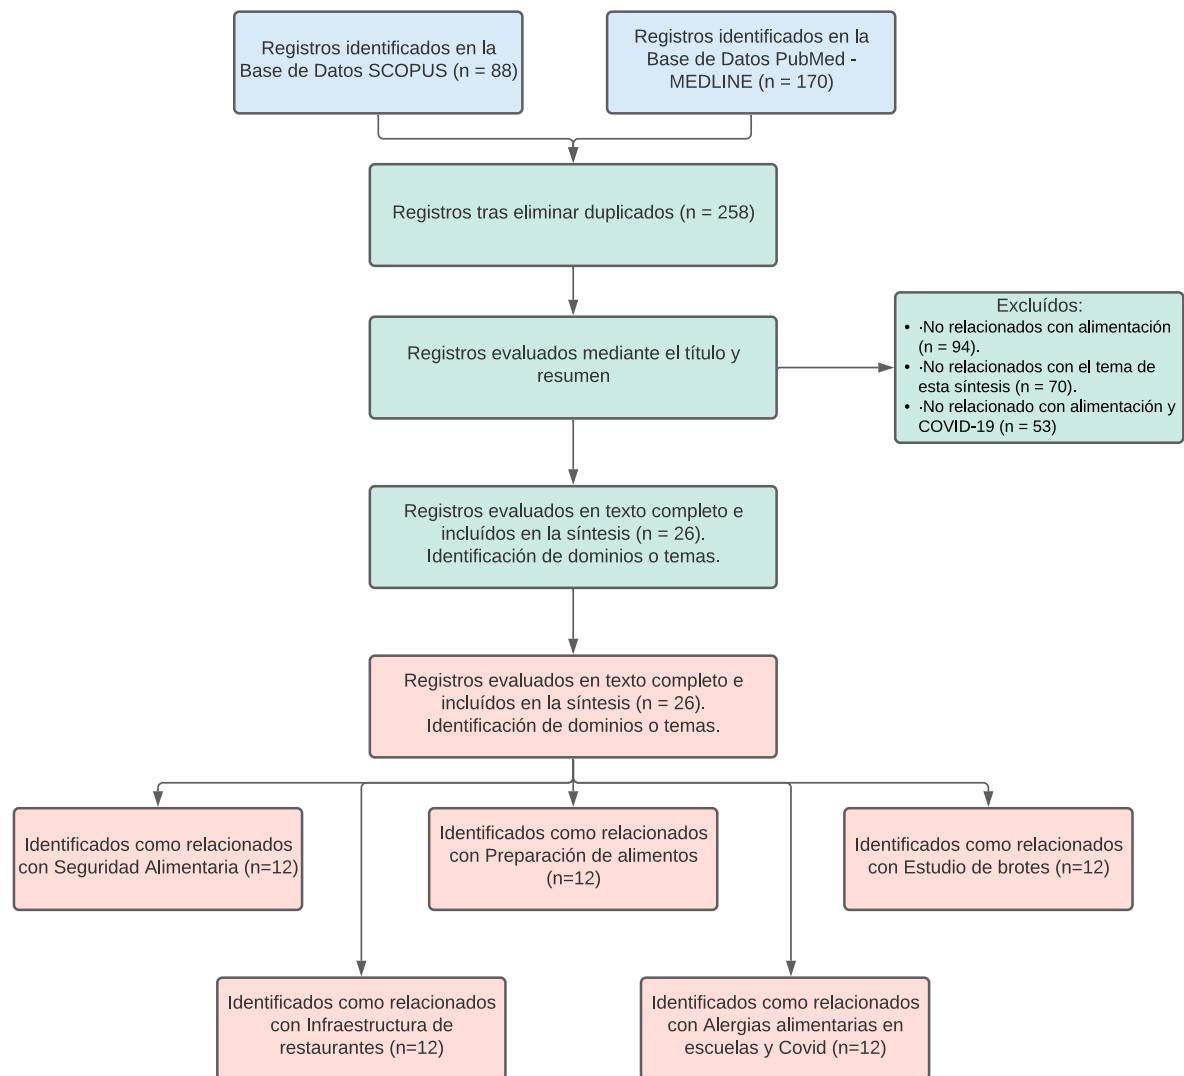 Registros identificados en la
Base de Datos SCOPUS (n = 88)
Registros identificados en la
Base de Datos PubMed -
MEDLINE (n = 170)
Registros tras eliminar duplicados (n = 258)
Registros evaluados mediante el título y
resumen
Excluídos:
• ·No relacionados con alimentación
(n = 94).
• ·No relacionados con el tema de
esta síntesis (n = 70).
• ·No relacionado con alimentación y
COVID-19 (n = 53)
Registros evaluados en texto completo e
incluídos en la síntesis (n = 26).
Identificación de dominios o temas.
Registros evaluados en texto completo e
incluídos en la síntesis (n = 26).
Identificación de dominios o temas.
Identificados como relacionados
con Seguridad Alimentaria (n=12)
Identificados como relacionados
con Preparación de alimentos
(n=12)
Identificados como relacionados
con Estudio de brotes (n=12)
Identificados como relacionados
con Infraestructura de
restaurantes (n=12)
Identificados como relacionados
con Alergias alimentarias en
escuelas y Covid (n=12)